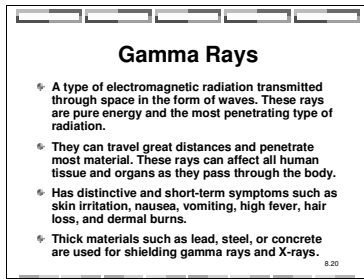 Gamma Rays
A type of electromagnetic radiation transmitted
through space in the form of waves. These rays
are pure energy and the most penetrating type of
radiation.
They can travel great distances and penetrate
most material. These rays can affect all human
tissue and organs as they pass through the body.
Has distinctive and short-term symptoms such as
skin irritation, nausea, vomiting, high fever, hair
loss, and dermal burns.
Thick materials such as lead, steel, or concrete
are used for shielding gamma rays and X-rays.
8.20